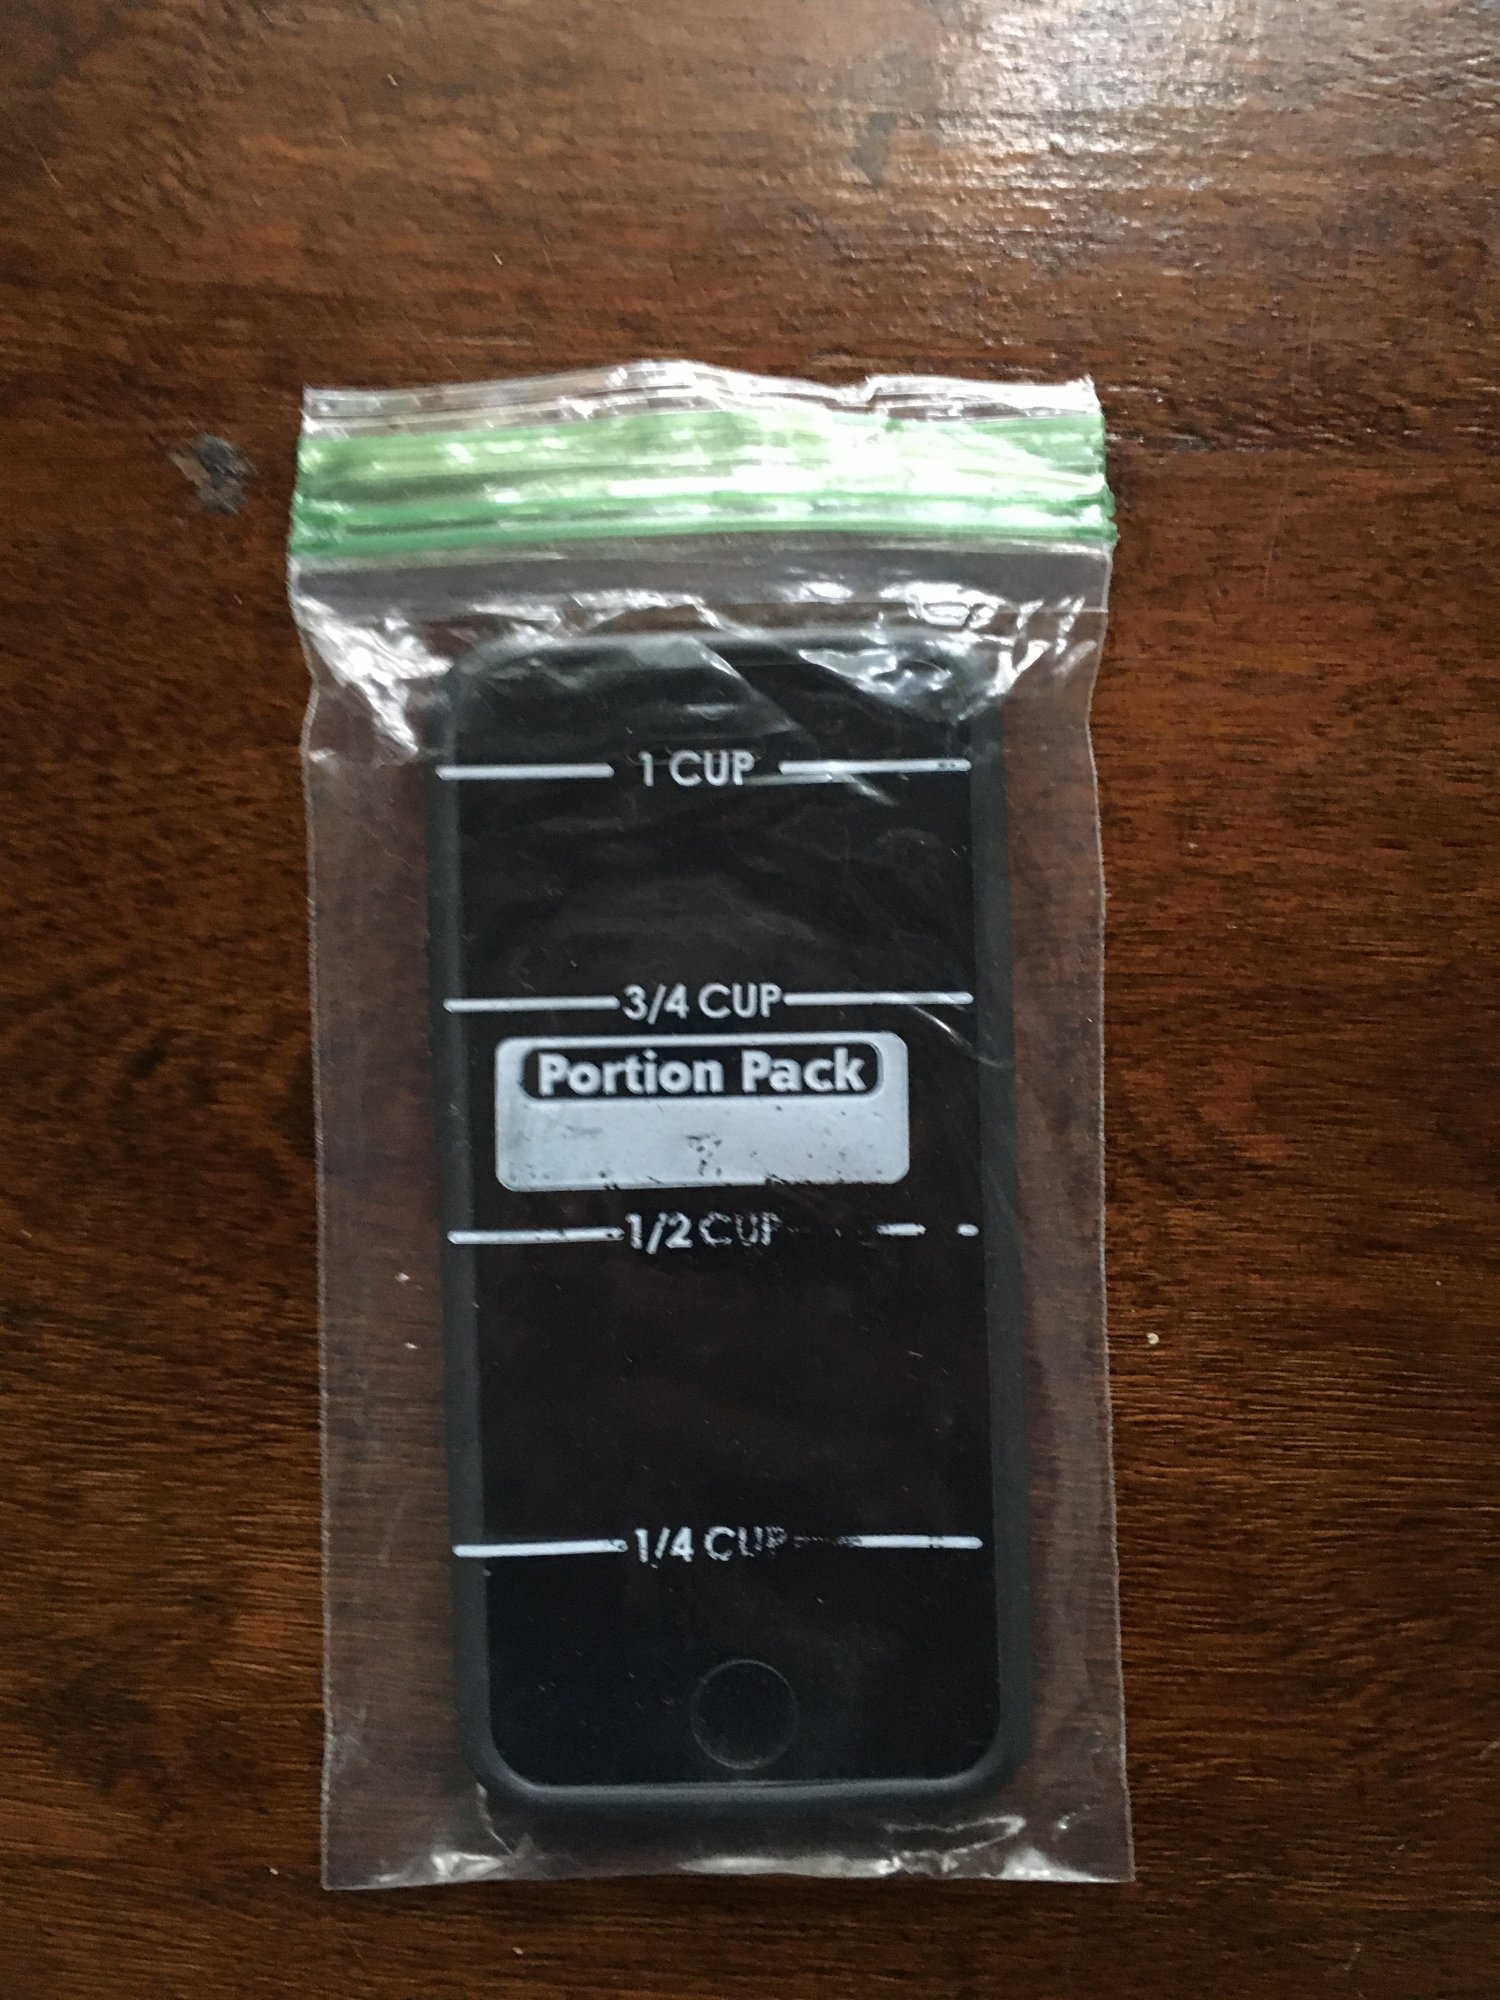 1 CUP
3/4 CUP
Portion Pack
1/2 CUP
1/4 CUP